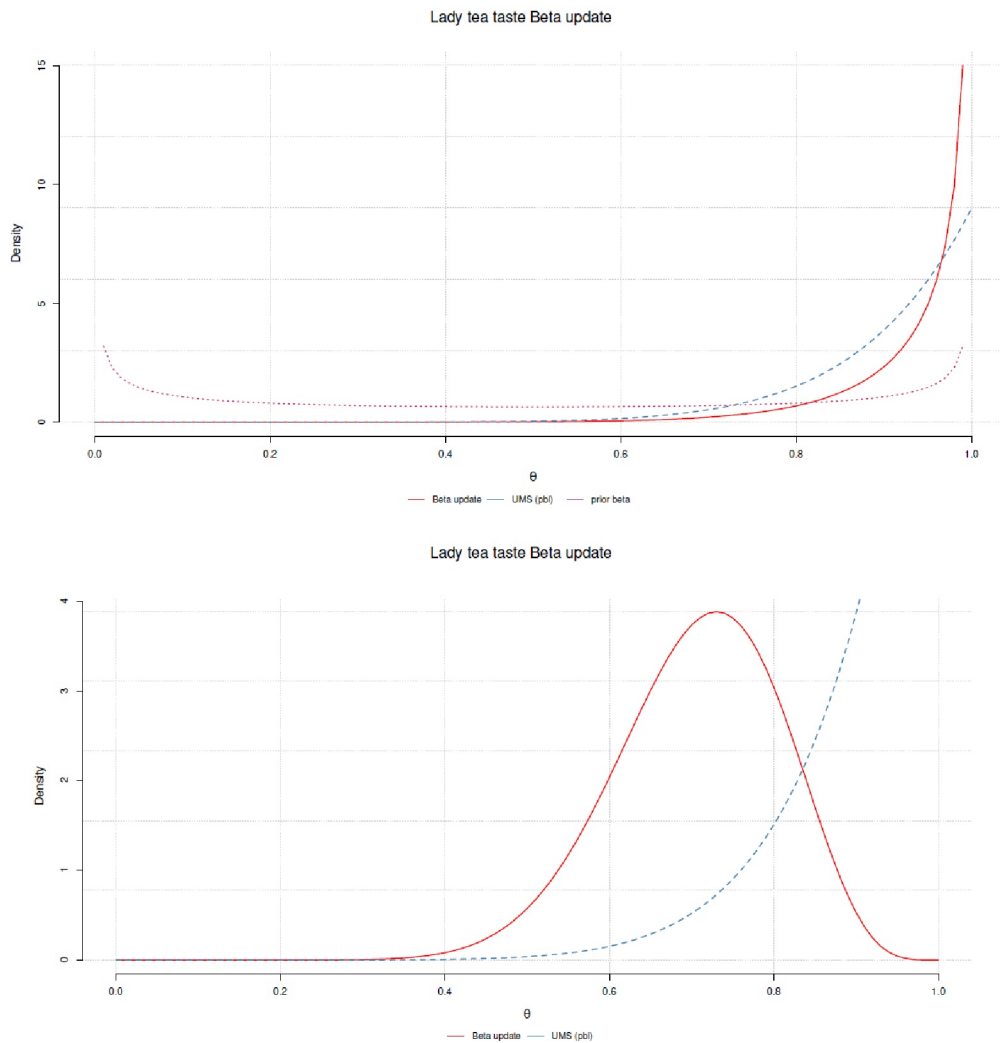 Lady tea taste Beta update
15
10
5
0
Density
0.0 0.2 0.4 0.6 0.8 1.0
θ
Beta update UMS (pbl) prior beta
Lady tea taste Beta update
4
3
2
1
0
Density
0.0 0.2 0.4 0.6 0.8 1.0
θ
Beta update UMS (pbl)